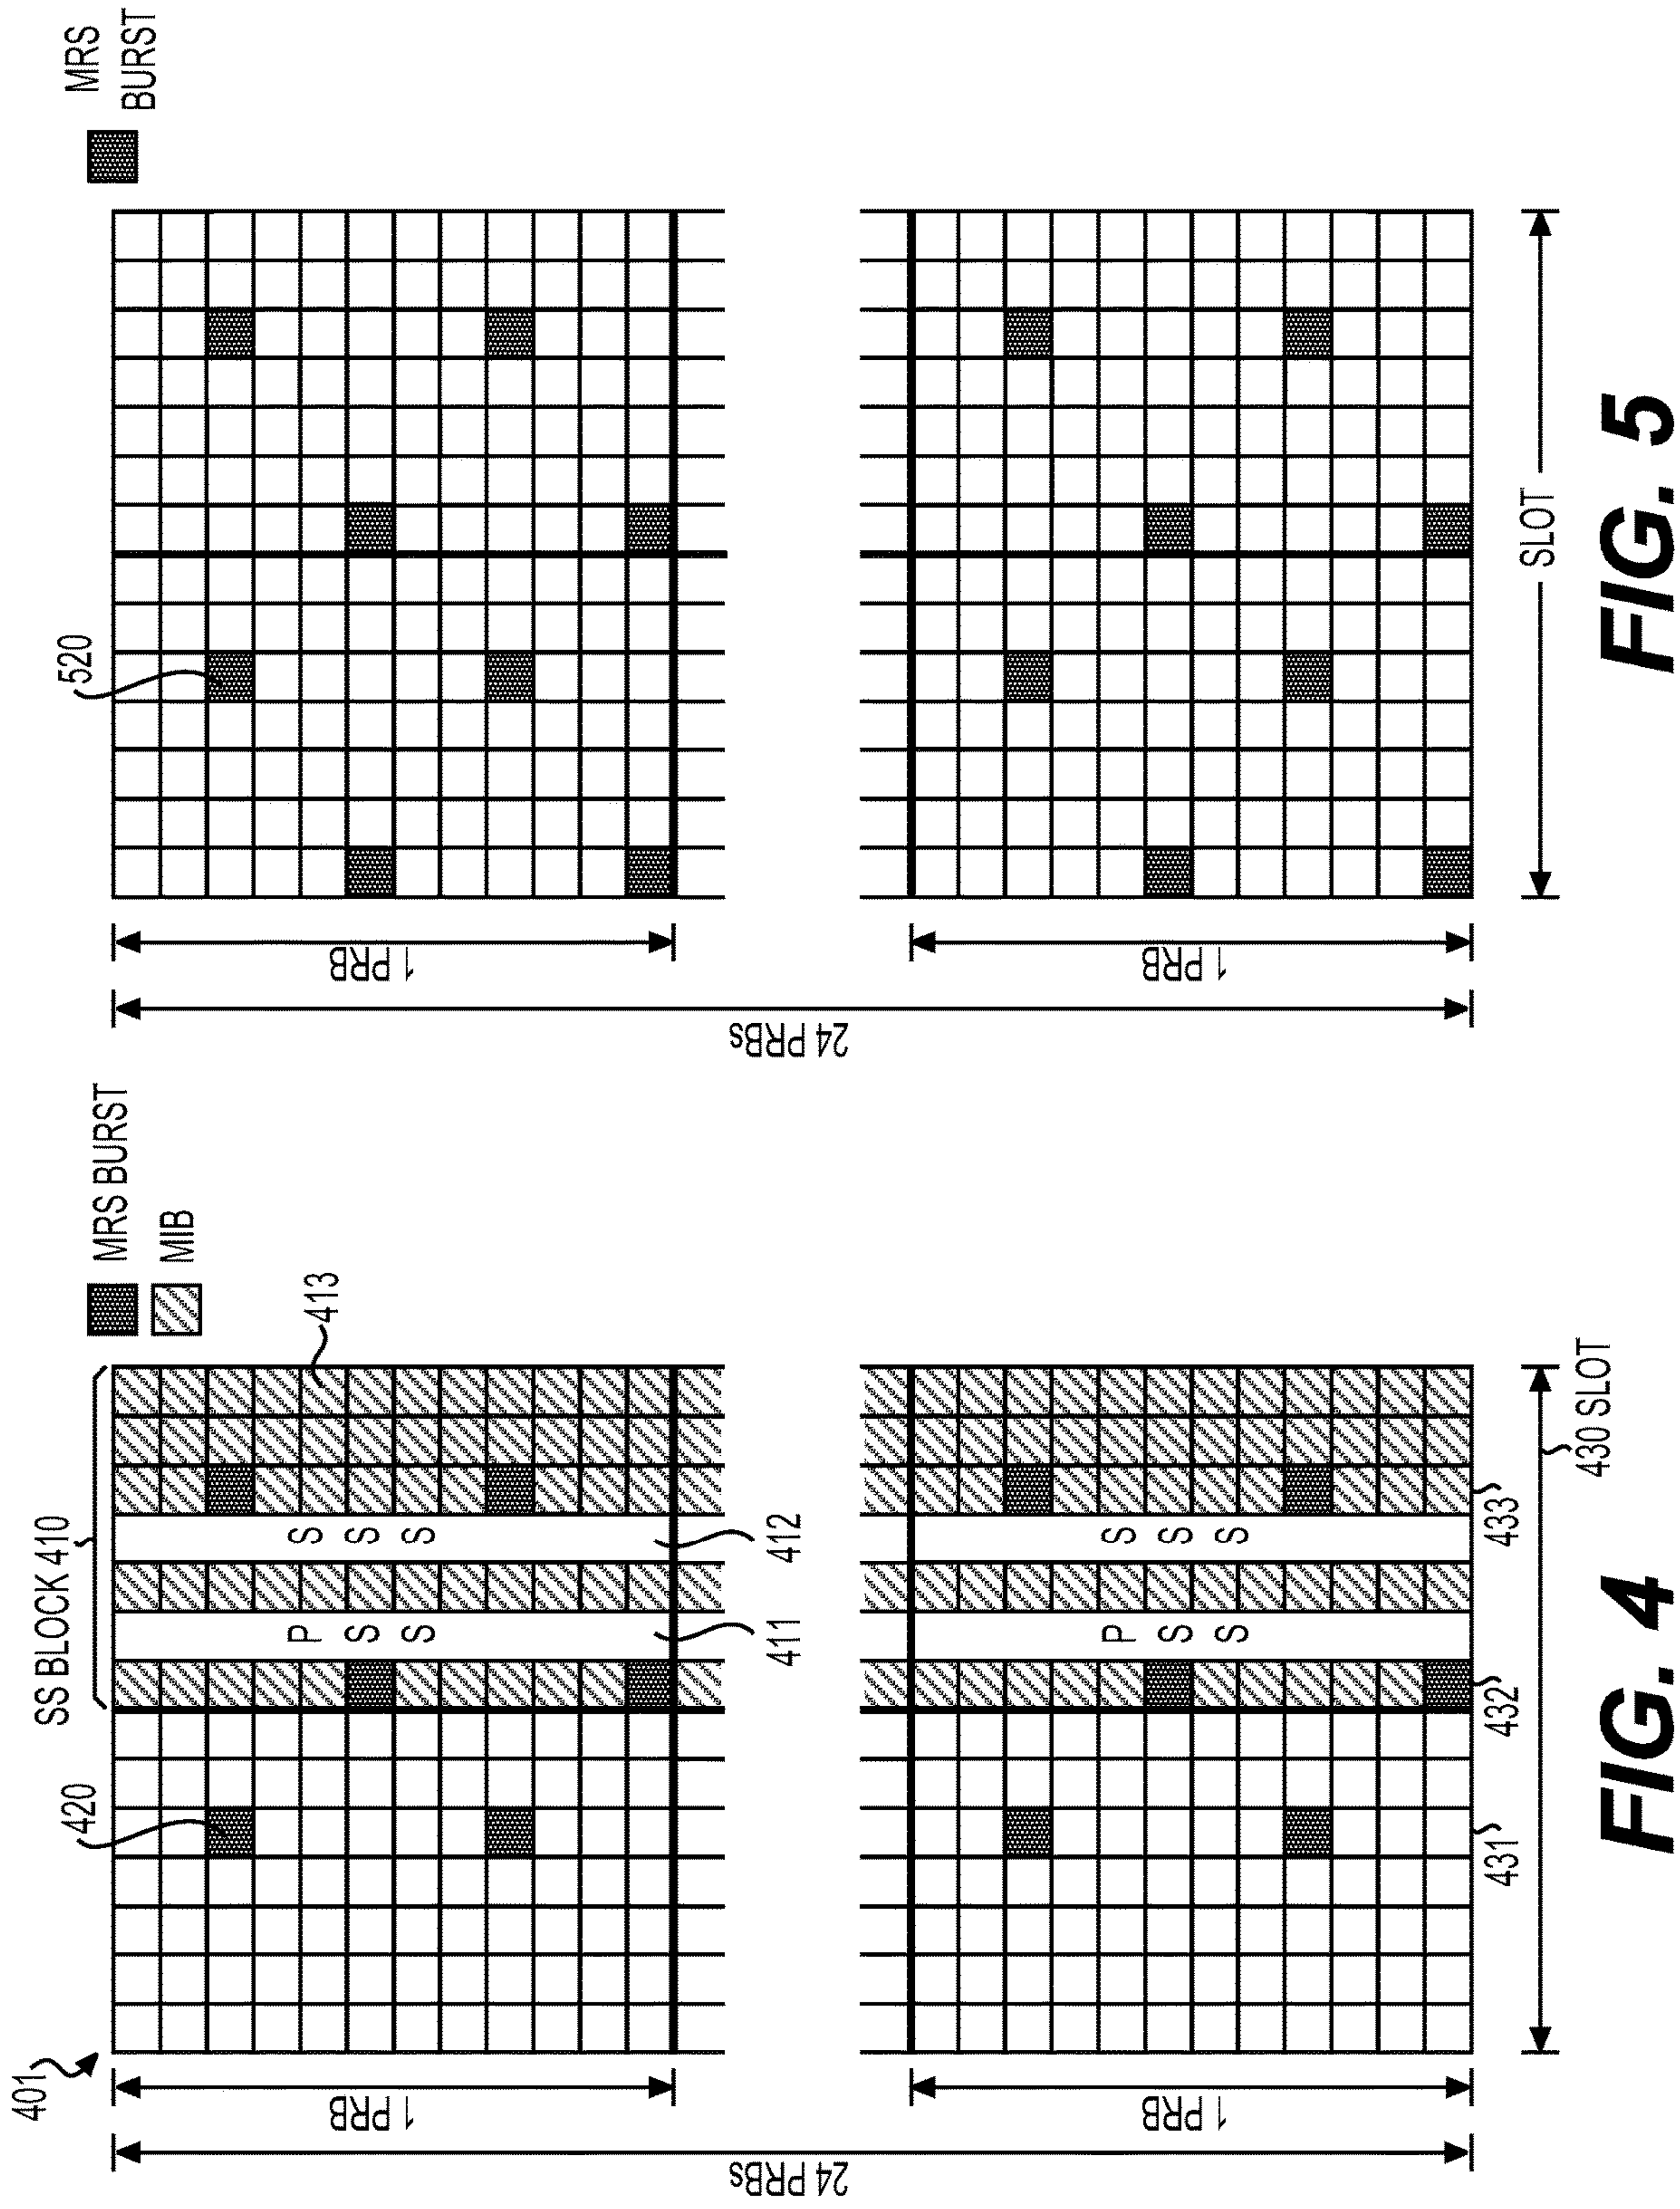 401
420
SS BLOCK 410
MRS BURST
MIB
413
24 PRBs
1 PRB
P
S
S
S
S
S
411
412
1 PRB
P
S
S
S
S
S
431
432
433
430 SLOT
FIG. 4
MRS
BURST
520
24 PRBs
1 PRB
1 PRB
SLOT
FIG. 5